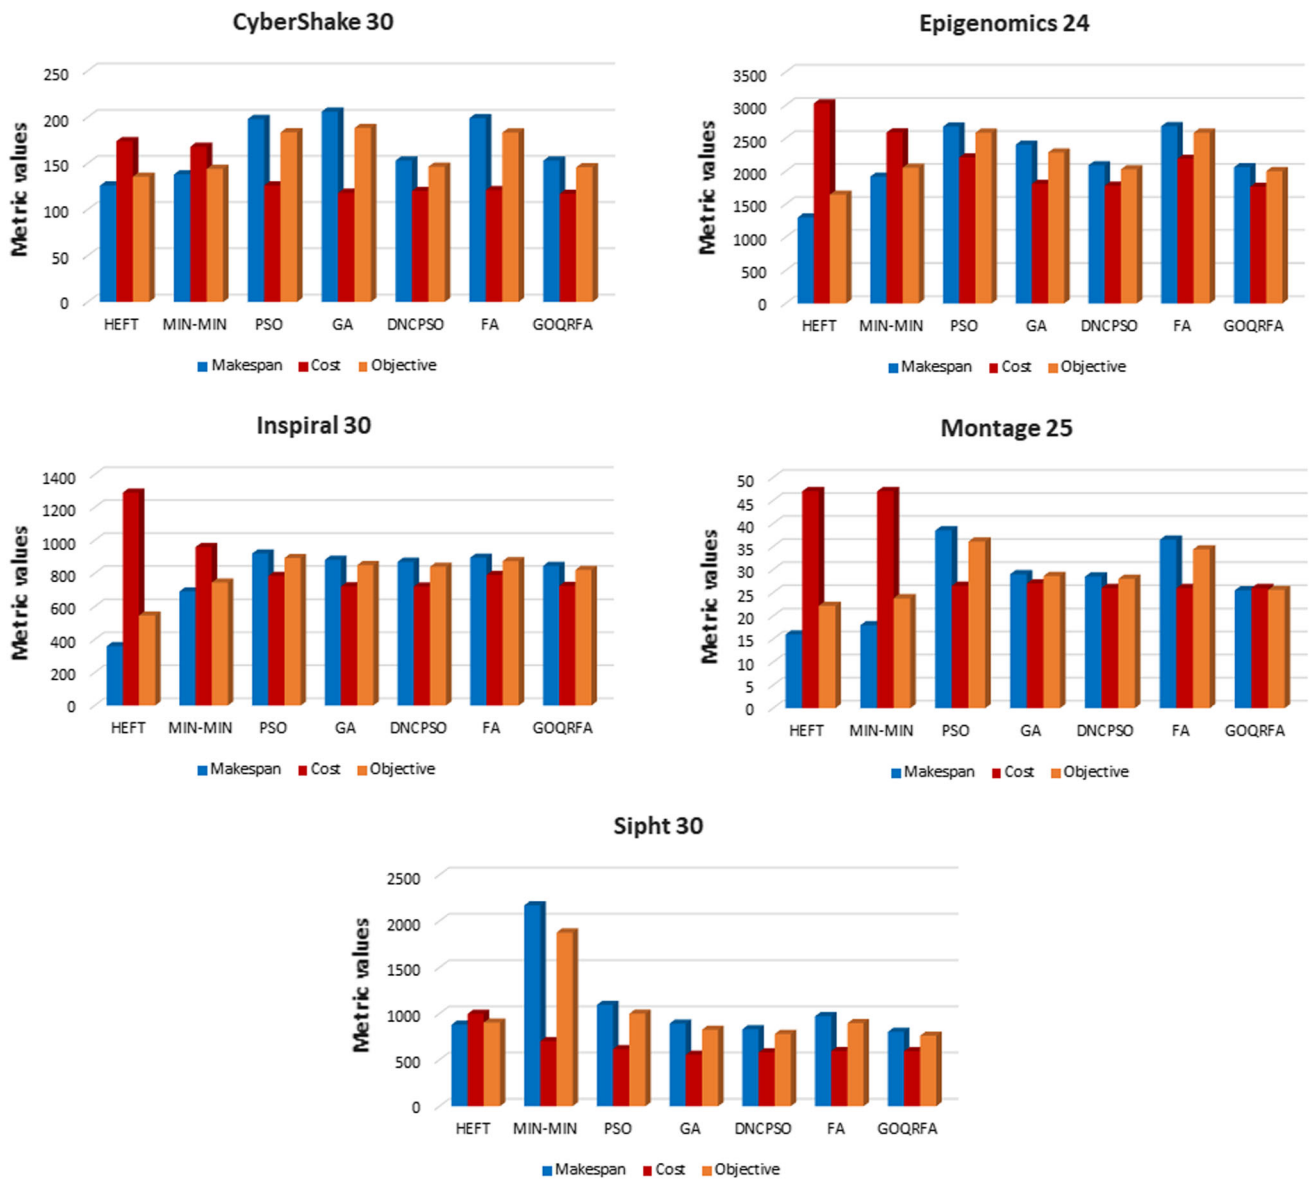 CyberShake 30
Metric values
250
200
150
100
50
0
HEFT MIN-MIN PSO GA DNCPSO FA GOQRFA
Makespan Cost Objective
Epigenomics 24
Metric values
3500
3000
2500
2000
1500
1000
500
0
HEFT MIN-MIN PSO GA DNCPSO FA GOQRFA
Makespan Cost Objective
Inspiral 30
Metric values
1400
1200
1000
800
600
400
200
0
HEFT MIN-MIN PSO GA DNCPSO FA GOQRFA
Makespan Cost Objective
Montage 25
Metric values
50
45
40
35
30
25
20
15
10
5
0
HEFT MIN-MIN PSO GA DNCPSO FA GOQRFA
Makespan Cost Objective
Sipht 30
Metric values
2500
2000
1500
1000
500
0
HEFT MIN-MIN PSO GA DNCPSO FA GOQRFA
Makespan Cost Objective